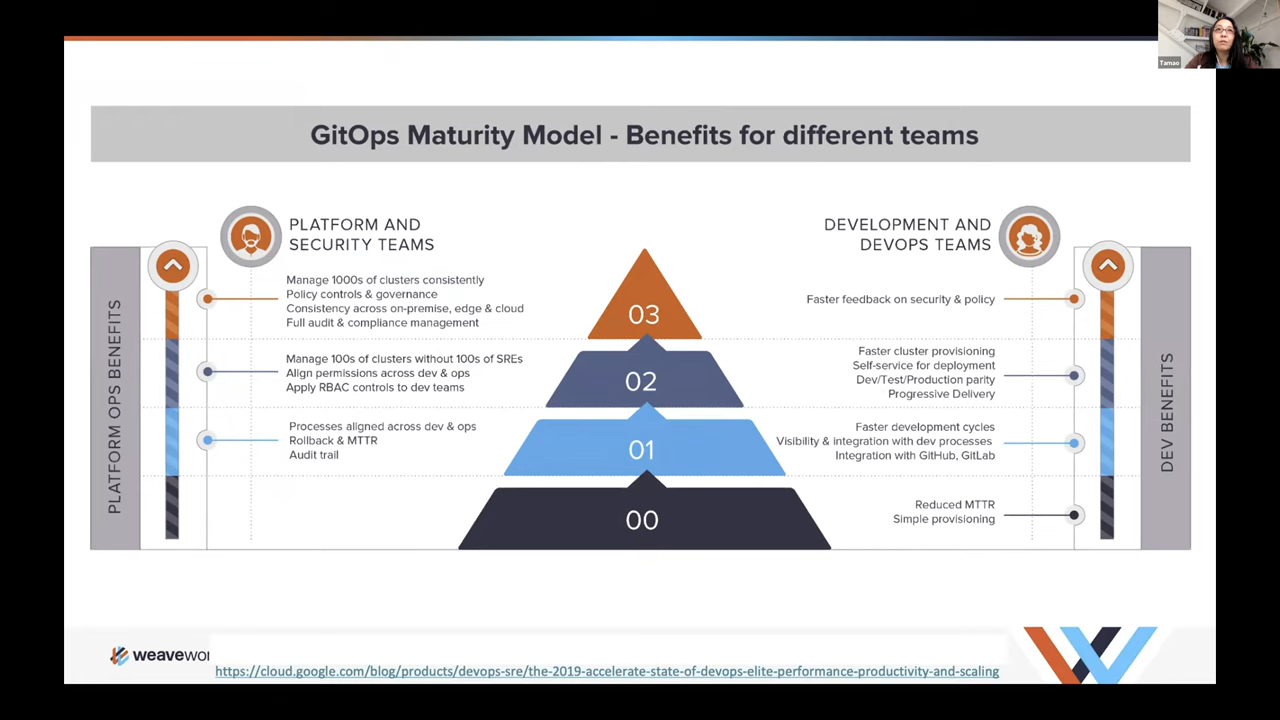 Tamao
GitOps Maturity Model - Benefits for different teams
PLATFORM AND
SECURITY TEAMS
DEVELOPMENT AND
DEVOPS TEAMS
PLATFORM OPS BENEFITS
Manage 1000s of clusters consistently
Policy controls & governance
Consistency across on-premise, edge & cloud
Full audit & compliance management
Manage 100s of clusters without 100s of SREs
Align permissions across dev & ops
Apply RBAC controls to dev teams
Processes aligned across dev & ops
Rollback & MTTR
Audit trail
03
02
01
00
Faster feedback on security & policy
Faster cluster provisioning
Self-service for deployment
Dev/Test/Production parity
Progressive Delivery
Faster development cycles
Visibility & integration with dev processes
Integration with GitHub, GitLab
Reduced MTTR
Simple provisioning
DEV BENEFITS
weavewor
https://cloud.google.com/blog/products/devops-sre/the-2019-accelerate-state-of-devops-elite-performance-productivity-and-scaling